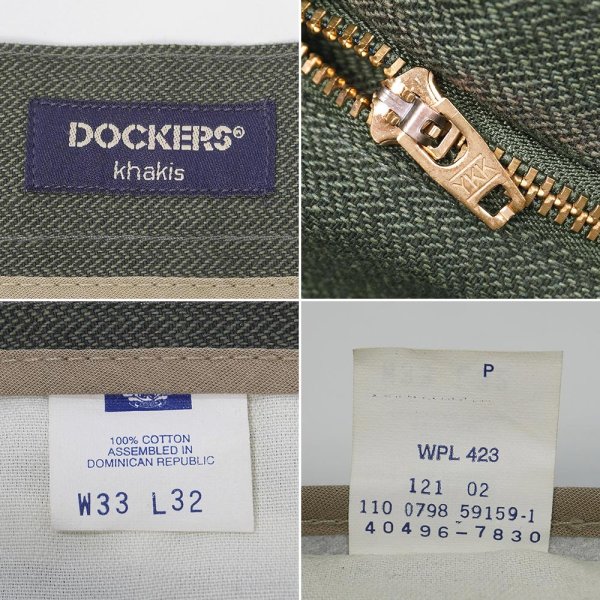 DOCKERS®
khakis
YKK
100% COTTON
ASSEMBLED IN
DOMINICAN REPUBLIC
W33 L32
P
WPL 423
121 02
110 0798 59159-1
40496-7830